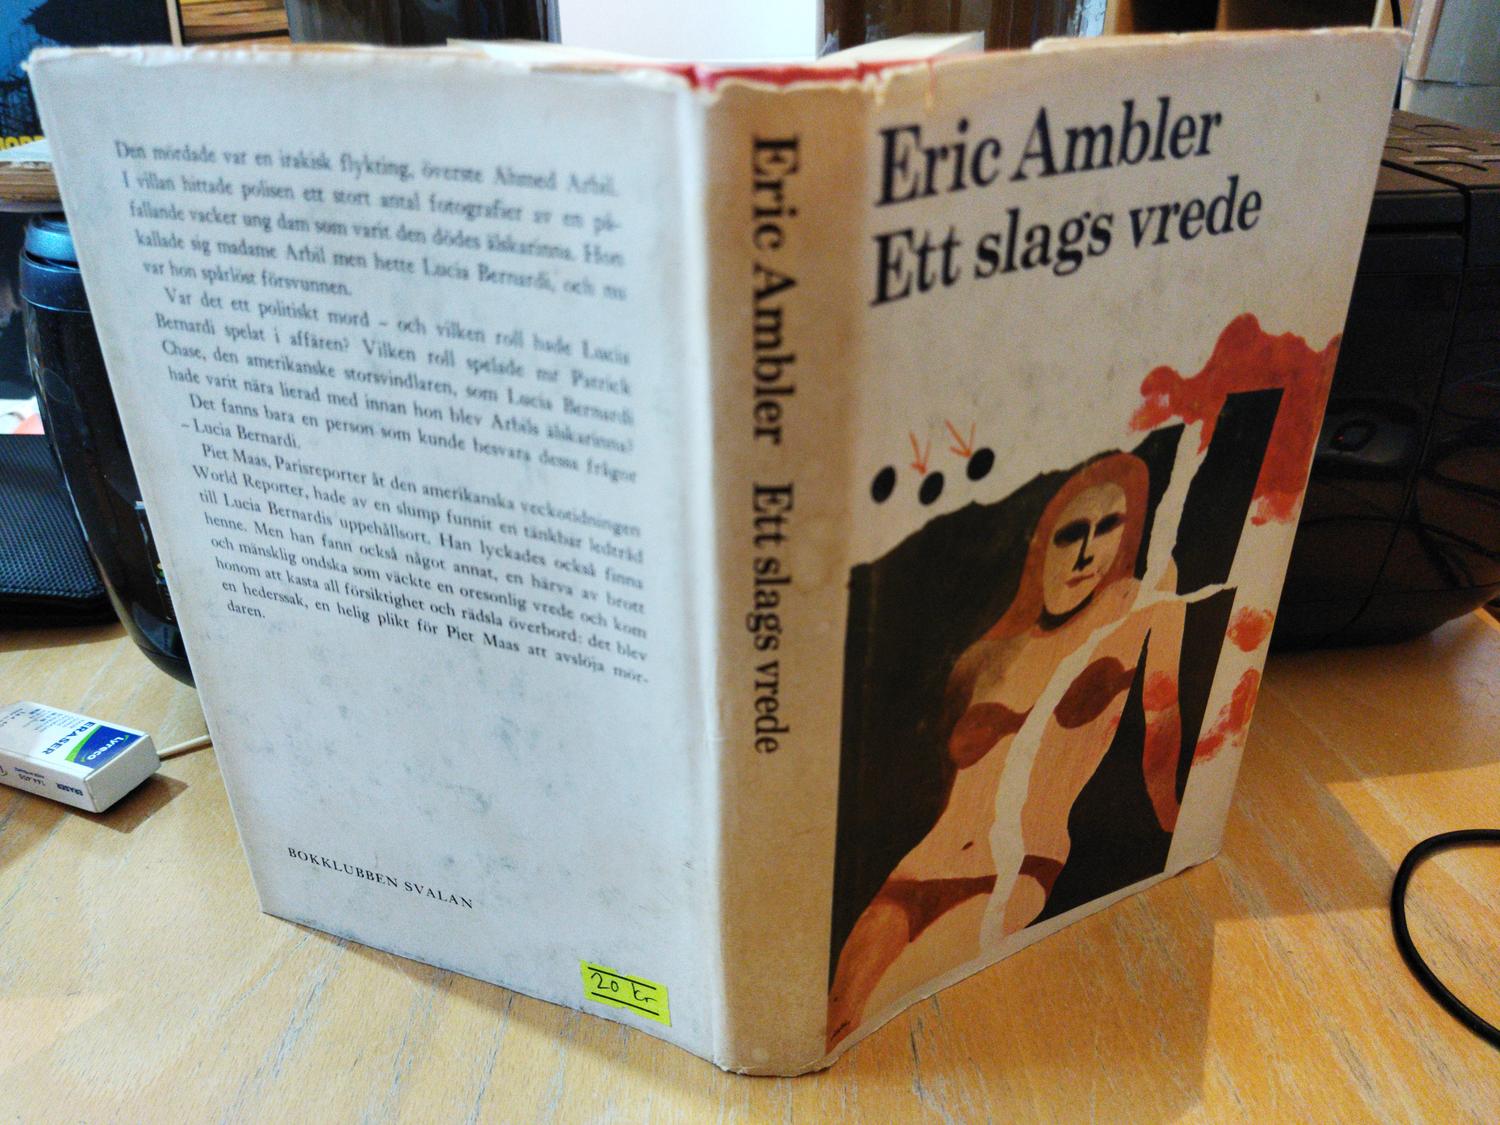 Den mördade var en irakisk flykting, överste Ahmed Arbil.
I villan hittade polisen ett stort antal fotografier av en på-
fallande vacker ung dam som varit den dödes älskarinna. Hon
kallade sig madame Arbil men hette Lucia Bernardi, och nu
var hon spårlöst försvunnen.
Var det ett politiskt mord – och vilken roll hade Lucia
Bernardi spelat i affären? Vilken roll spelade mr Patrick
Chase, den amerikanske storsvindlaren, som Lucia Bernardi
hade varit nära lierad med innan hon blev Arbils älskarinna?
Det fanns bara en person som kunde besvara dessa frågor
– Lucia Bernardi.
Piet Maas, Parisreporter åt den amerikanska veckotidningen
World Reporter, hade av en slump funnit en tänkbar ledtråd
till Lucia Bernardis uppehållsort. Han lyckades också finna
henne. Men han fann också något annat, en härva av brott
och mänsklig ondska som väckte en oresonlig vrede och kom
honom att kasta all försiktighet och rädsla överbord: det blev
en hederssak, en helig plikt för Piet Maas att avslöja mör-
daren.
BOKKLUBBEN SVALAN
20 kr
Eric Ambler Ett slags vrede
Eric Ambler
Ett slags vrede
Lyreco
ERASER
ERASER